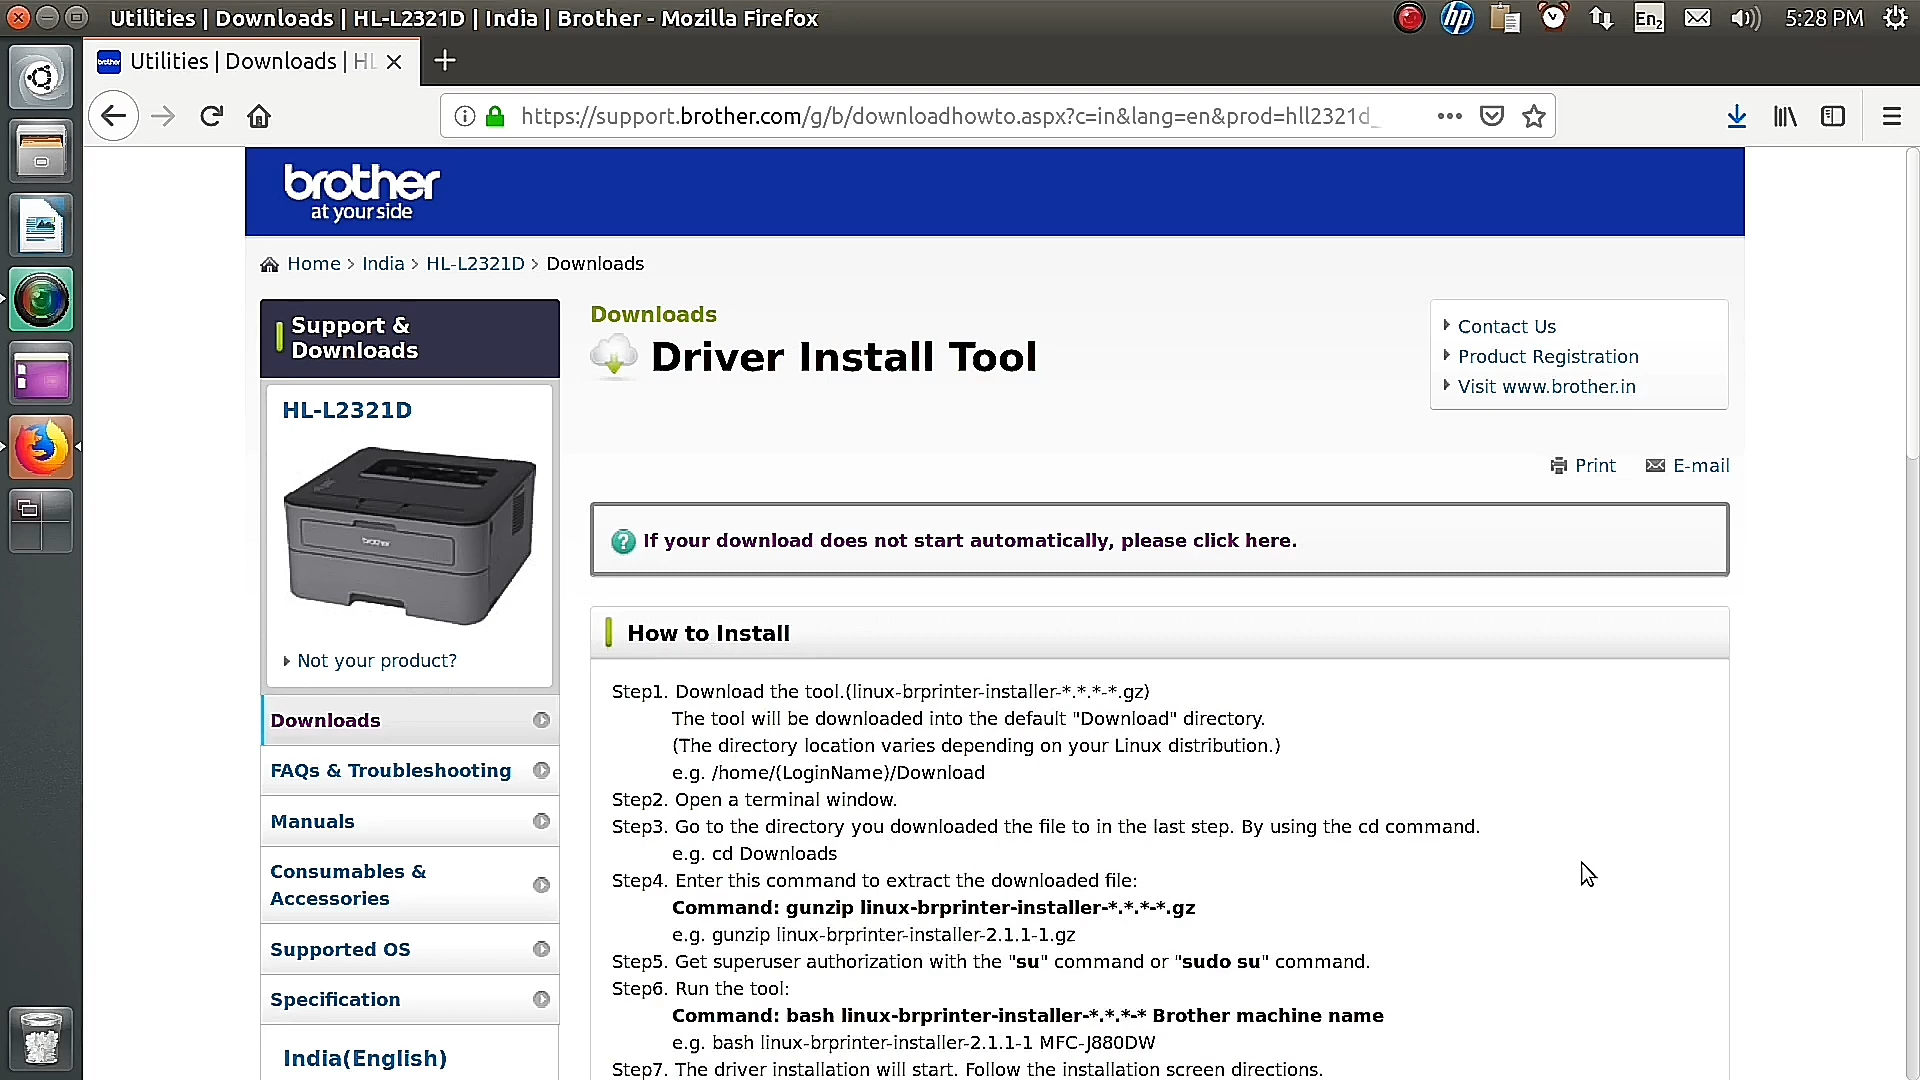 Utilities | Downloads | HL-L2321D | India | Brother - Mozilla Firefox
hp
En2
5:28 PM
brother
Utilities | Downloads | HL
https://support.brother.com/g/b/downloadhowto.aspx?c=in&lang=en&prod=hll2321d_
brother
at your side
Home > India > HL-L2321D > Downloads
Support &
Downloads
HL-L2321D
brother
Not your product?
Downloads
FAQs & Troubleshooting
Manuals
Consumables &
Accessories
Supported OS
Specification
India(English)
Downloads
Driver Install Tool
Contact Us
Product Registration
Visit www.brother.in
Print
E-mail
If your download does not start automatically, please click here.
How to Install
Step1. Download the tool.(linux-brprinter-installer-*.*.*-*.gz)
The tool will be downloaded into the default "Download" directory.
(The directory location varies depending on your Linux distribution.)
e.g. /home/(LoginName)/Download
Step2. Open a terminal window.
Step3. Go to the directory you downloaded the file to in the last step. By using the cd command.
e.g. cd Downloads
Step4. Enter this command to extract the downloaded file:
Command: gunzip linux-brprinter-installer-*.*.*-*.gz
e.g. gunzip linux-brprinter-installer-2.1.1-1.gz
Step5. Get superuser authorization with the "su" command or "sudo su" command.
Step6. Run the tool:
Command: bash linux-brprinter-installer-*.*.*-* Brother machine name
e.g. bash linux-brprinter-installer-2.1.1-1 MFC-J880DW
Step7. The driver installation will start. Follow the installation screen directions.